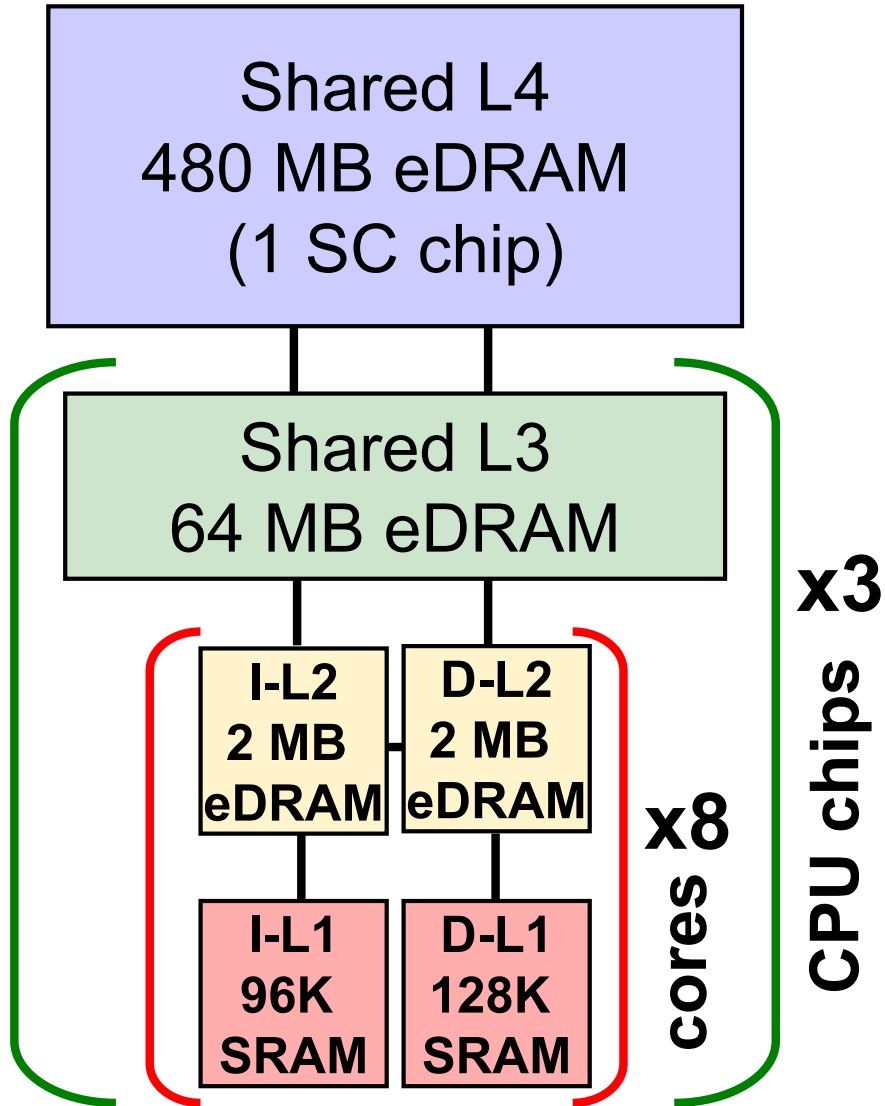 Shared L4
480 MB eDRAM
(1 SC chip)
Shared L3
64 MB eDRAM
I-L2
2 MB
eDRAM
D-L2
2 MB
eDRAM
I-L1
96K
SRAM
D-L1
128K
SRAM
x8
cores
x3
CPU chips